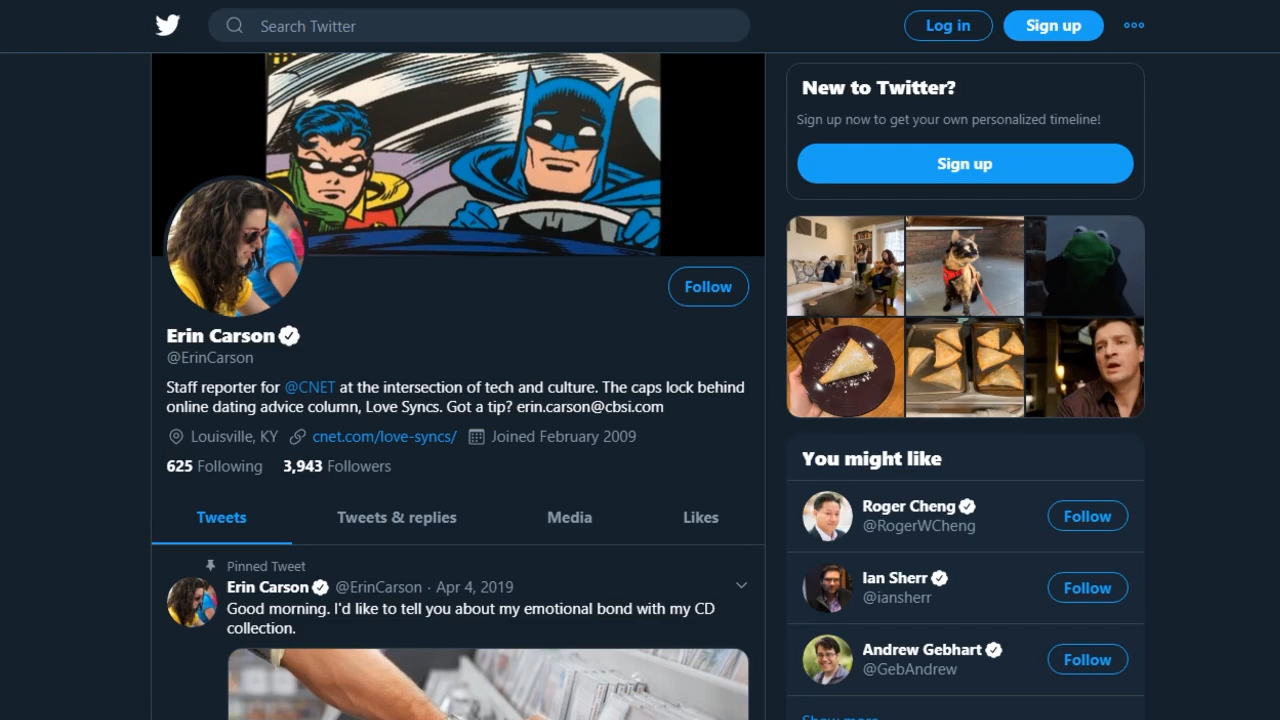 Search Twitter
Log in
Sign up
New to Twitter?
Sign up now to get your own personalized timeline!
Sign up
Follow
Erin Carson
@ErinCarson
Staff reporter for @CNET at the intersection of tech and culture. The caps lock behind
online dating advice column, Love Syncs. Got a tip? erin.carson@cbsi.com
Louisville, KY cnet.com/love-syncs/ Joined February 2009
625 Following 3,943 Followers
Tweets Tweets & replies Media Likes
Pinned Tweet
Erin Carson @ErinCarson · Apr 4, 2019
Good morning. I'd like to tell you about my emotional bond with my CD
collection.
You might like
Roger Cheng
@RogerWCheng
Follow
Ian Sherr
@iansherr
Follow
Andrew Gebhart
@GebAndrew
Follow
Show more